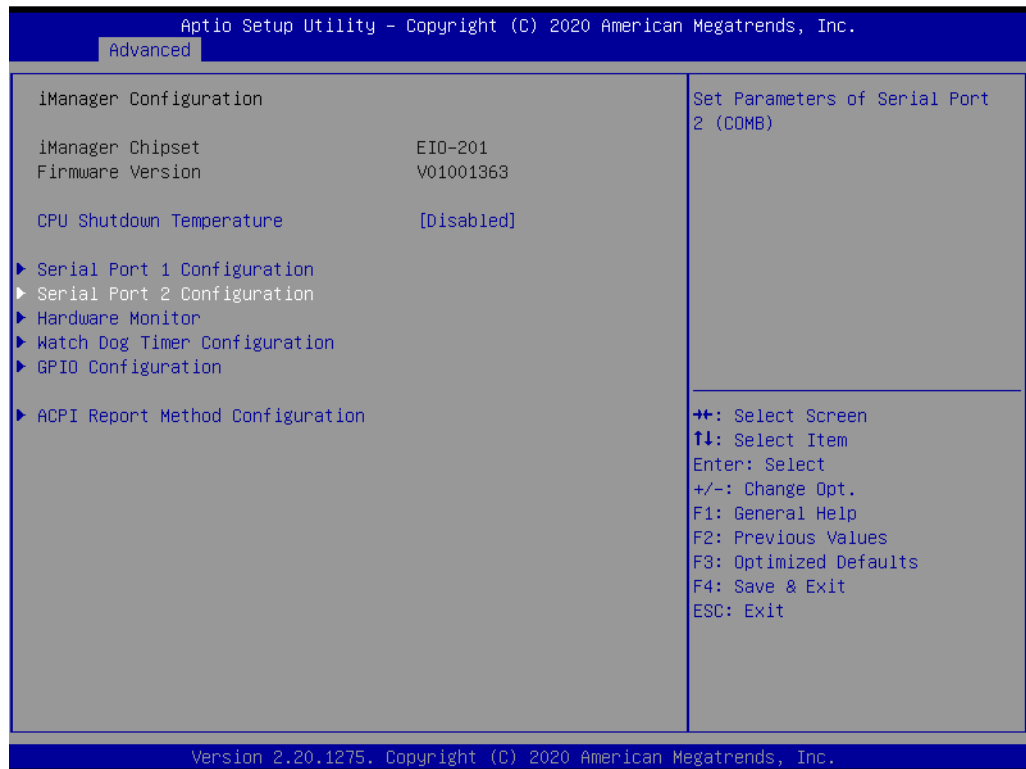 Aptio Setup Utility – Copyright (C) 2020 American Megatrends, Inc.
Advanced
iManager Configuration
iManager Chipset EIO-201
Firmware Version V01001363
CPU Shutdown Temperature [Disabled]
Serial Port 1 Configuration
Serial Port 2 Configuration
Hardware Monitor
Watch Dog Timer Configuration
GPIO Configuration
ACPI Report Method Configuration
Set Parameters of Serial Port
2 (COMB)
→←: Select Screen
↑↓: Select Item
Enter: Select
+/-: Change Opt.
F1: General Help
F2: Previous Values
F3: Optimized Defaults
F4: Save & Exit
ESC: Exit
Version 2.20.1275. Copyright (C) 2020 American Megatrends, Inc.